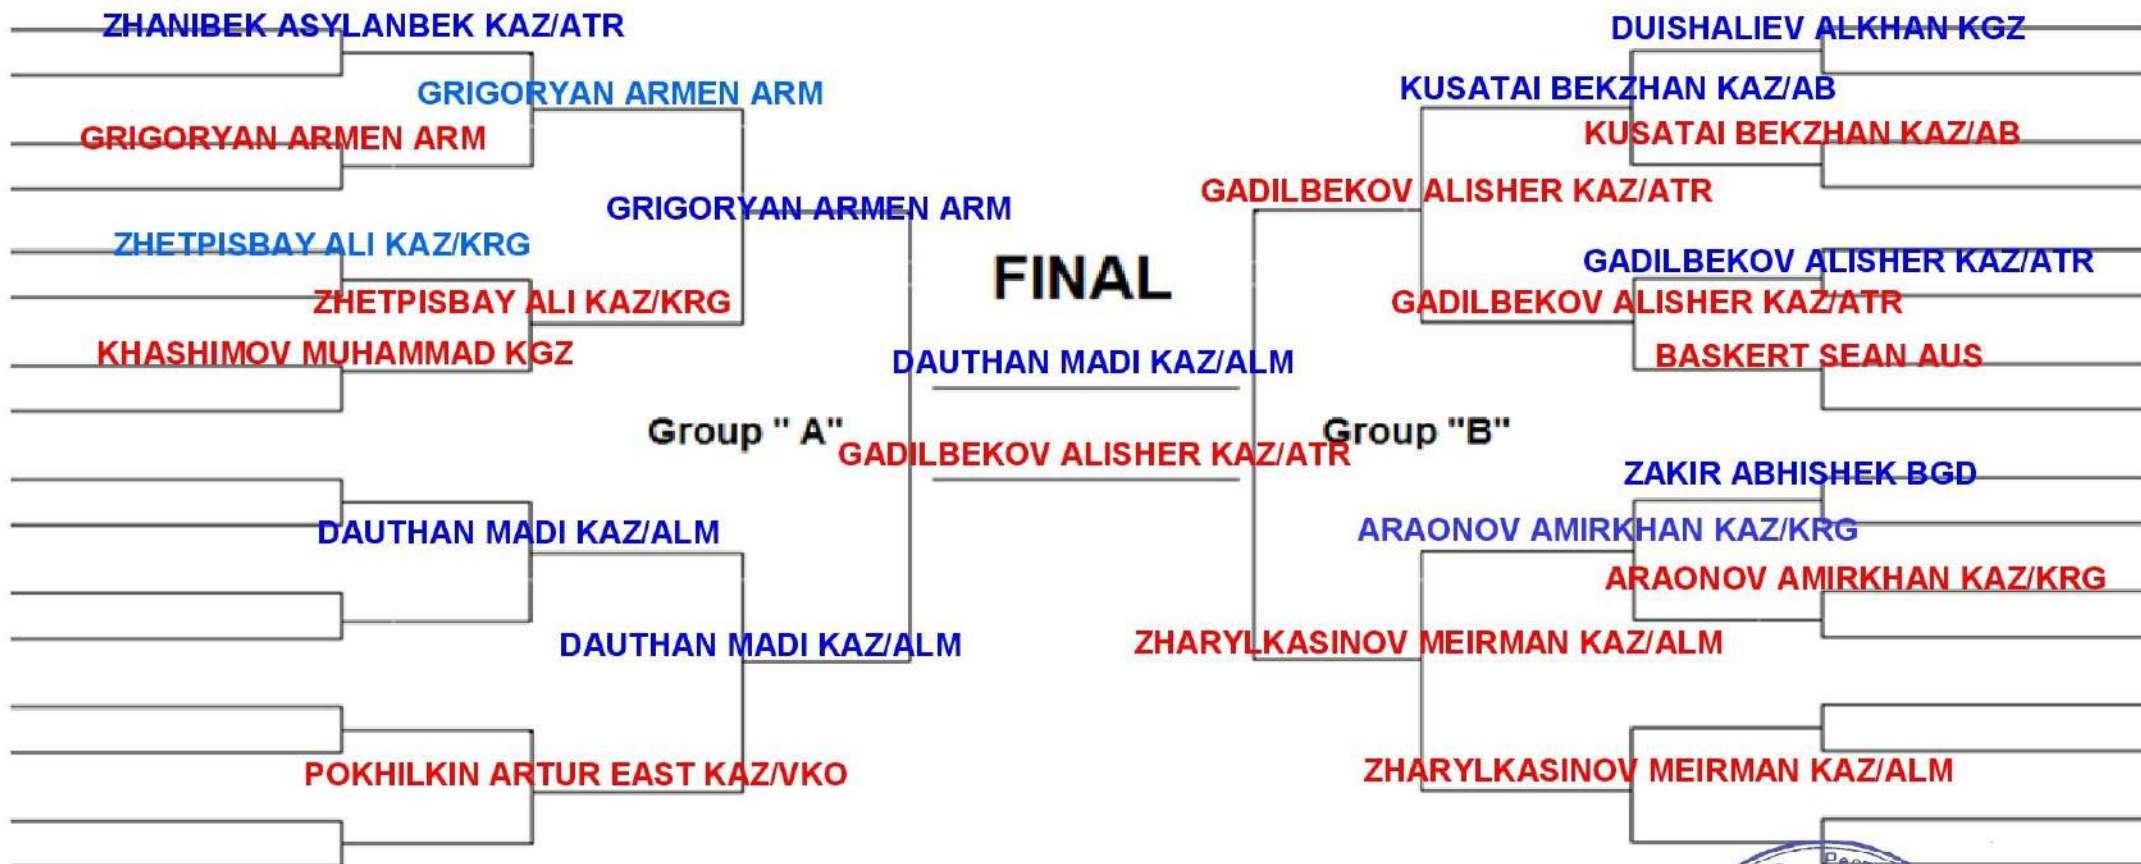 ZHANIBEK ASYLANBEK KAZ/ATR
GRIGORYAN ARMEN ARM
GRIGORYAN ARMEN ARM
GRIGORYAN ARMEN ARM
ZHETPISBAY ALI KAZ/KRG
ZHETPISBAY ALI KAZ/KRG
KHASHIMOV MUHAMMAD KGZ
Group " A"
DAUTHAN MADI KAZ/ALM
DAUTHAN MADI KAZ/ALM
POKHILKIN ARTUR EAST KAZ/VKO
FINAL
DAUTHAN MADI KAZ/ALM
GADILBEKOV ALISHER KAZ/ATR
DUISHALIEV ALKHAN KGZ
KUSATAI BEKZHAN KAZ/AB
KUSATAI BEKZHAN KAZ/AB
GADILBEKOV ALISHER KAZ/ATR
GADILBEKOV ALISHER KAZ/ATR
GADILBEKOV ALISHER KAZ/ATR
BASKERT SEAN AUS
Group "B"
ZAKIR ABHISHEK BGD
ARAONOV AMIRKHAN KAZ/KRG
ARAONOV AMIRKHAN KAZ/KRG
ZHARYLKASINOV MEIRMAN KAZ/ALM
ZHARYLKASINOV MEIRMAN KAZ/ALM